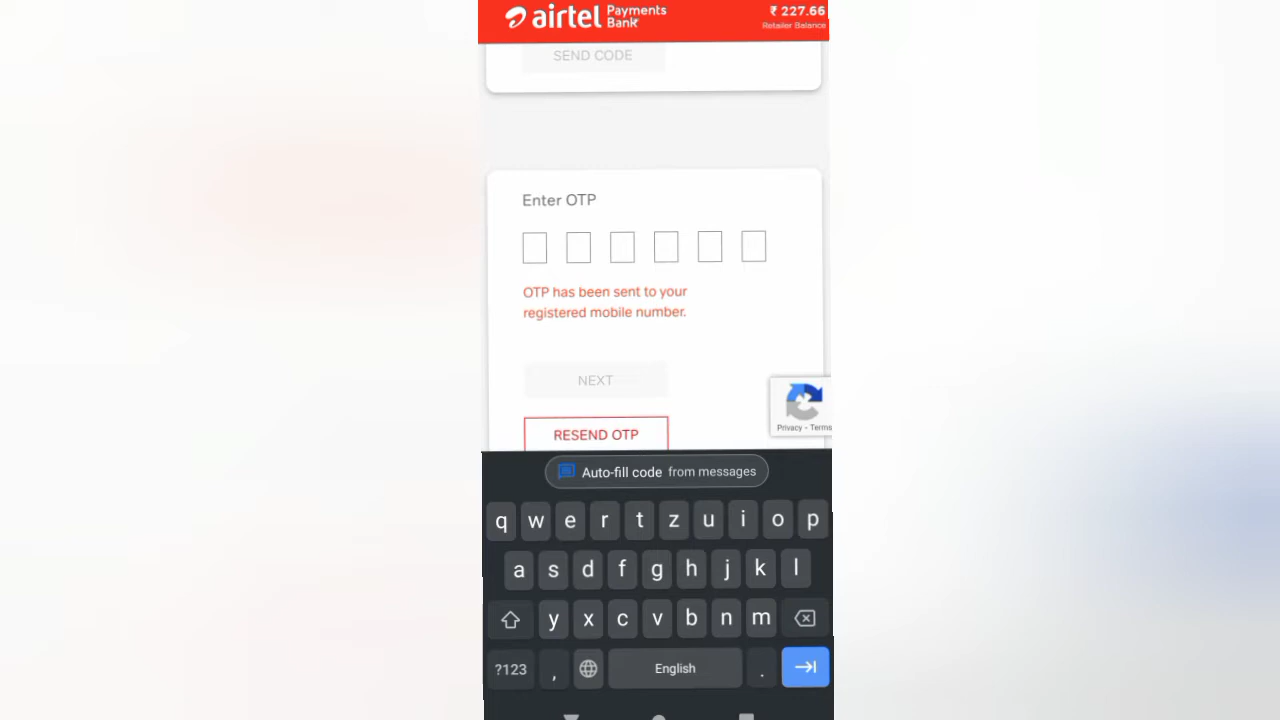 airtel Payments Bank
₹ 227.66
Retailer Balance
SEND CODE
Enter OTP
OTP has been sent to your
registered mobile number.
NEXT
RESEND OTP
Privacy - Terms
Auto-fill code from messages
q w e r t z u i o p
a s d f g h j k l
y x c v b n m
?123 , English .